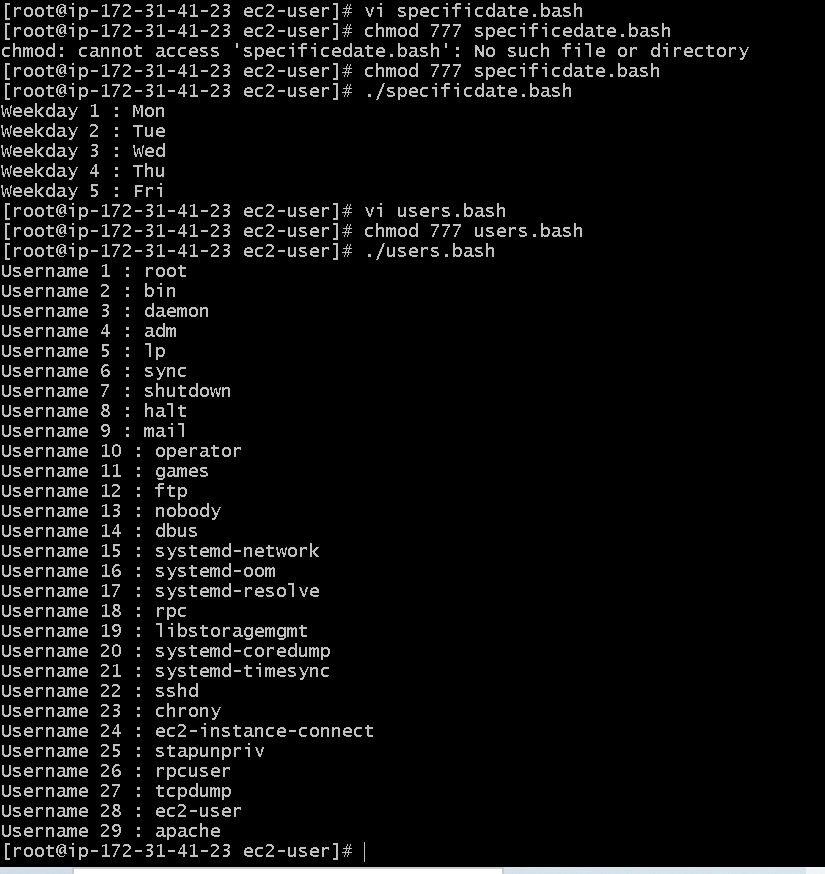 [root@ip-172-31-41-23 ec2-user]# vi specificdate.bash
[root@ip-172-31-41-23 ec2-user]# chmod 777 specificedate.bash
chmod: cannot access 'specificedate.bash': No such file or directory
[root@ip-172-31-41-23 ec2-user]# chmod 777 specificdate.bash
[root@ip-172-31-41-23 ec2-user]# ./specificdate.bash
Weekday 1 : Mon
Weekday 2 : Tue
Weekday 3 : Wed
Weekday 4 : Thu
Weekday 5 : Fri
[root@ip-172-31-41-23 ec2-user]# vi users.bash
[root@ip-172-31-41-23 ec2-user]# chmod 777 users.bash
[root@ip-172-31-41-23 ec2-user]# ./users.bash
Username 1 : root
Username 2 : bin
Username 3 : daemon
Username 4 : adm
Username 5 : lp
Username 6 : sync
Username 7 : shutdown
Username 8 : halt
Username 9 : mail
Username 10 : operator
Username 11 : games
Username 12 : ftp
Username 13 : nobody
Username 14 : dbus
Username 15 : systemd-network
Username 16 : systemd-oom
Username 17 : systemd-resolve
Username 18 : rpc
Username 19 : libstoragemgmt
Username 20 : systemd-coredump
Username 21 : systemd-timesync
Username 22 : sshd
Username 23 : chrony
Username 24 : ec2-instance-connect
Username 25 : stapunpriv
Username 26 : rpcuser
Username 27 : tcpdump
Username 28 : ec2-user
Username 29 : apache
[root@ip-172-31-41-23 ec2-user]#